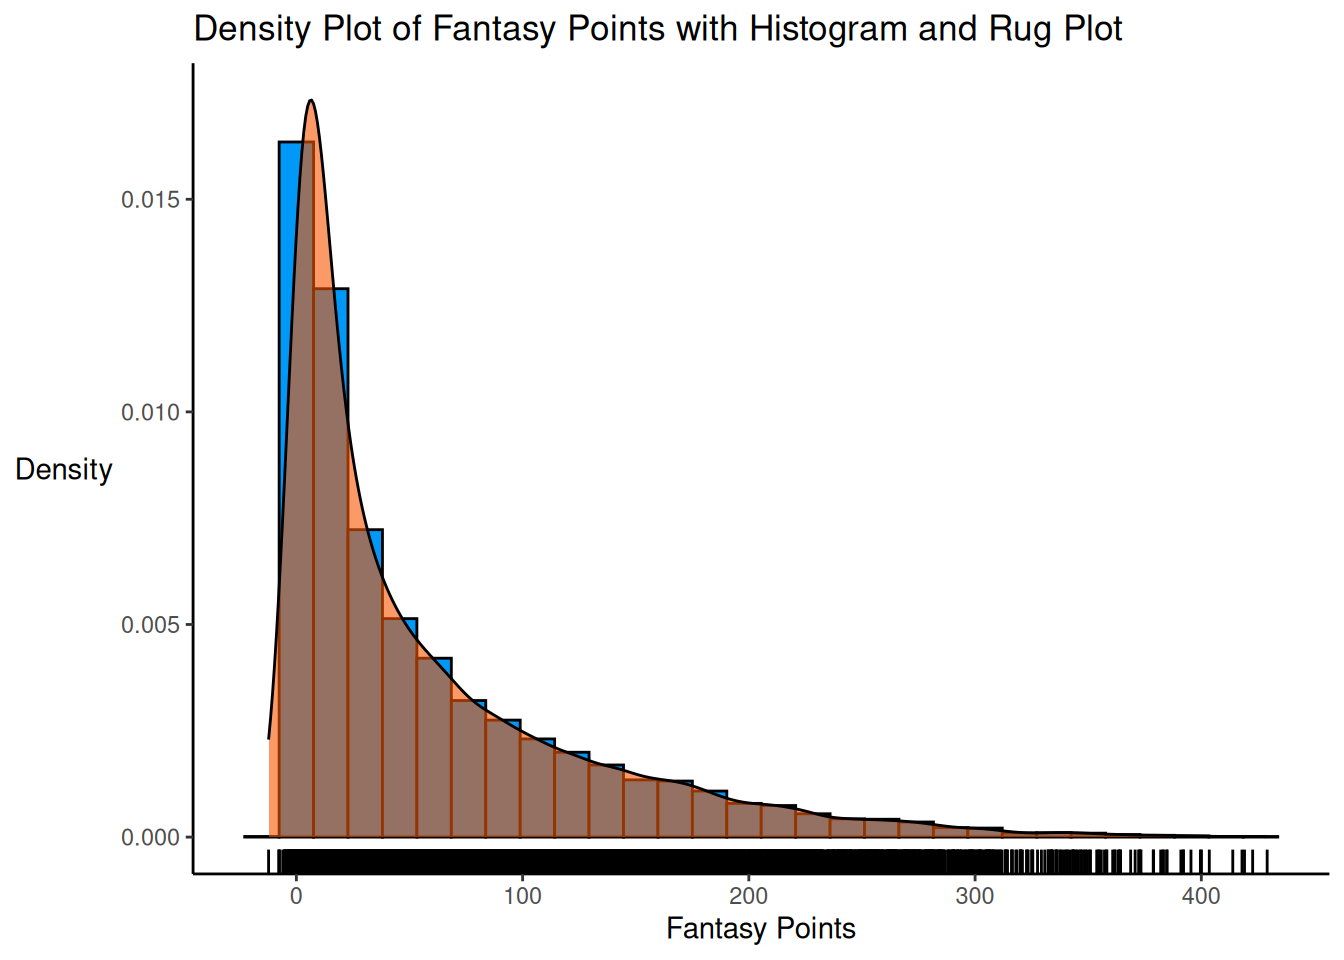 Density Plot of Fantasy Points with Histogram and Rug Plot
0.015
0.010
Density
0.005
0.000
0 100 200 300 400
Fantasy Points